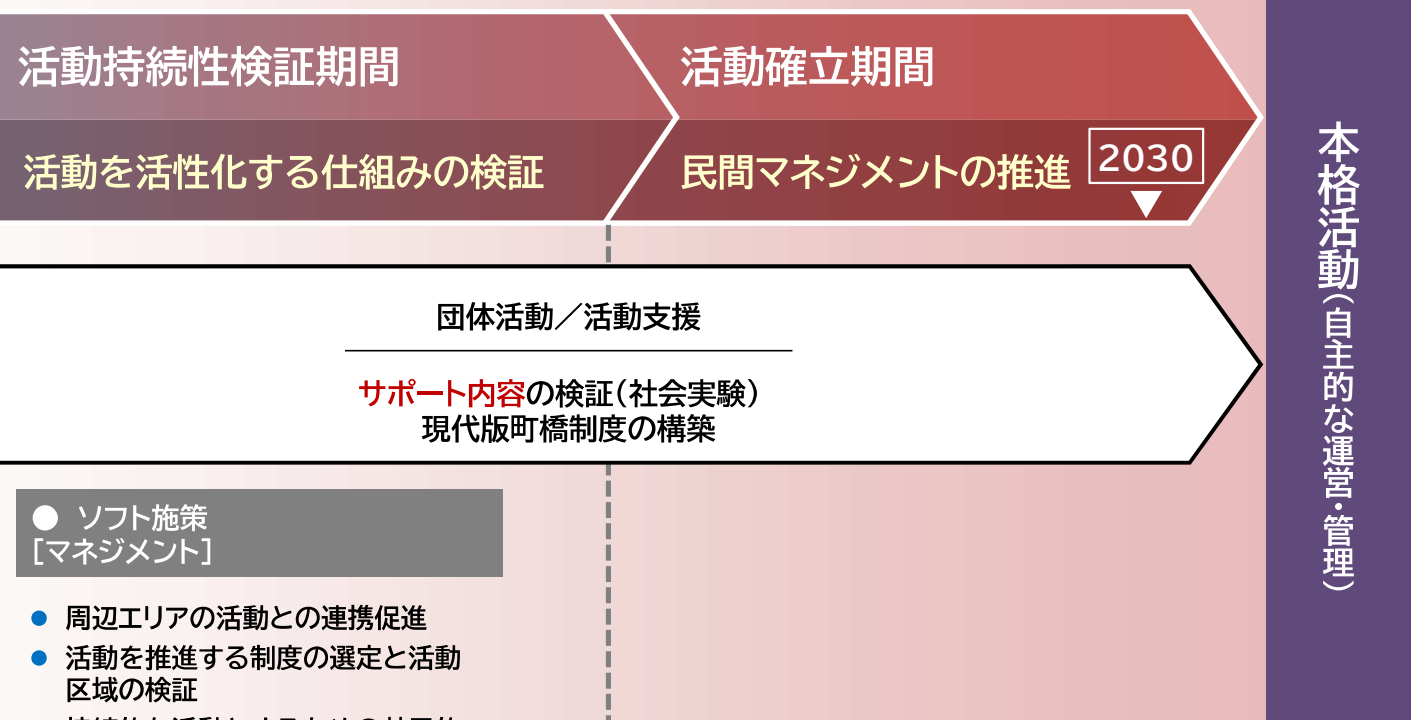 活動持続性検証期間
活動を活性化する仕組みの検証
活動確立期間
民間マネジメントの推進
2030
団体活動／活動支援
サポート内容の検証（社会実験）
現代版町橋制度の構築
● ソフト施策
［マネジメント］
● 周辺エリアの活動との連携促進
● 活動を推進する制度の選定と活動
区域の検証
本格活動（自主的な運営・管理）